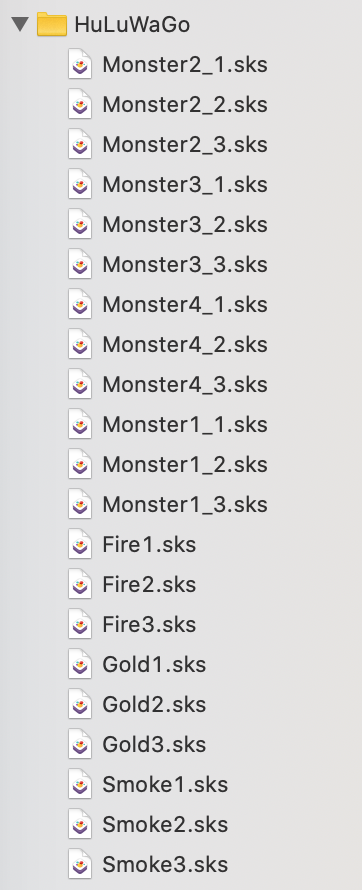 HuLuWaGo
Monster2_1.sks
Monster2_2.sks
Monster2_3.sks
Monster3_1.sks
Monster3_2.sks
Monster3_3.sks
Monster4_1.sks
Monster4_2.sks
Monster4_3.sks
Monster1_1.sks
Monster1_2.sks
Monster1_3.sks
Fire1.sks
Fire2.sks
Fire3.sks
Gold1.sks
Gold2.sks
Gold3.sks
Smoke1.sks
Smoke2.sks
Smoke3.sks